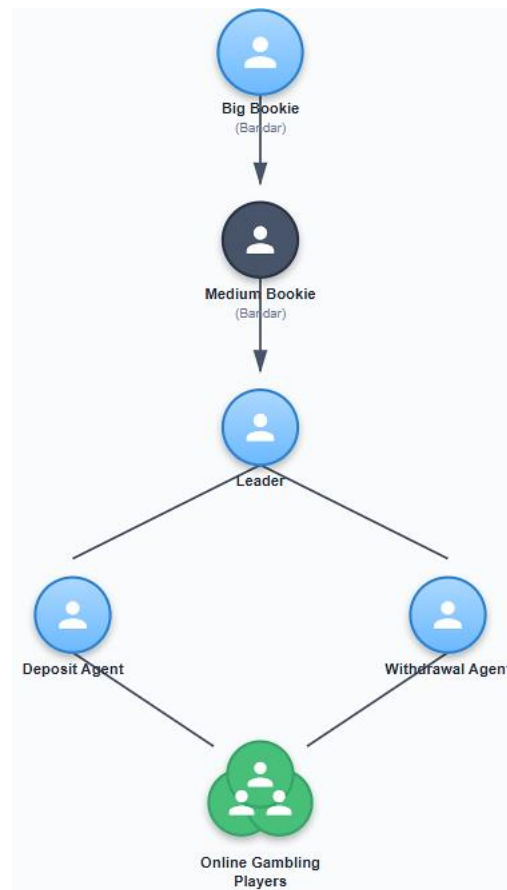 Big Bookie
(Bandar)
Medium Bookie
(Bandar)
Leader
Deposit Agent
Withdrawal Agent
Online Gambling
Players